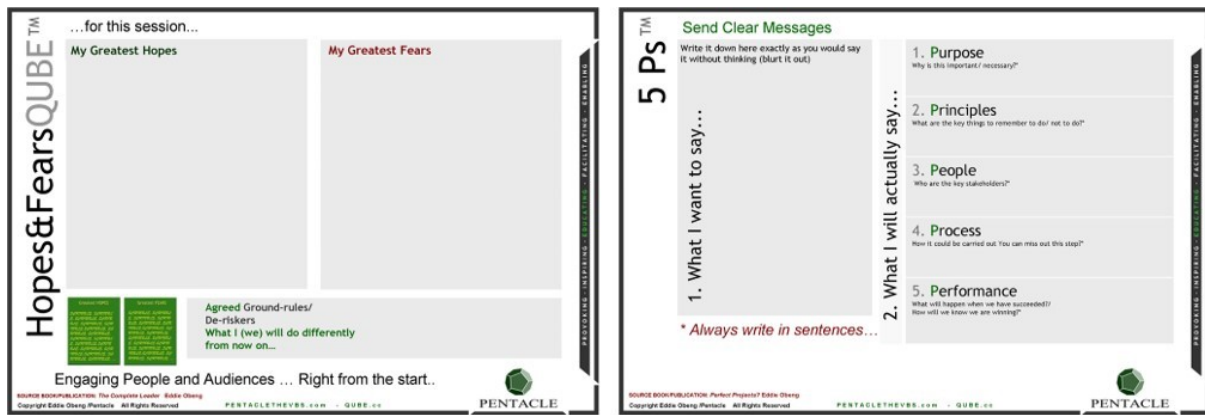 …for this session...
Hopes&FearsQUBE™
My Greatest Hopes
My Greatest Fears
Agreed Ground-rules/
De-riskers
What I (we) will do differently
from now on…
Engaging People and Audiences … Right from the start..
SOURCE BOOK/PUBLICATION: The Complete Leader Eddie Obeng
Copyright Eddie Obeng /Pentacle All Rights Reserved
PENTACLETHEVBS.com - QUBE.cc
PENTACLE
PROVOKING - INSPIRING - EDUCATING - FACILITATING - ENABLING
5 Ps™
Send Clear Messages
Write it down here exactly as you would say
it without thinking (blurt it out)
1. What I want to say…
2. What I will actually say…
1. Purpose
Why is this important/ necessary?*
2. Principles
What are the key things to remember to do/ not to do?*
3. People
Who are the key stakeholders?*
4. Process
How it could be carried out You can miss out this step?*
5. Performance
What will happen when we have succeeded?/
How will we know we are winning?*
* Always write in sentences…
SOURCE BOOK/PUBLICATION: Perfect Projects? Eddie Obeng
Copyright Eddie Obeng /Pentacle All Rights Reserved
PENTACLETHEVBS.com - QUBE.cc
PENTACLE
PROVOKING - INSPIRING - EDUCATING - FACILITATING - ENABLING